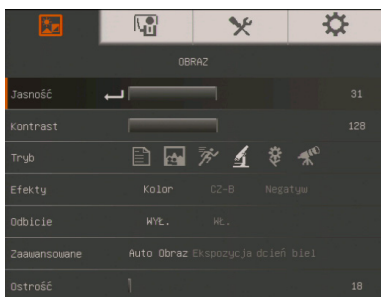 OBRAZ
Jasność 31
Kontrast 128
Tryb
Efekty Kolor CZ-B Negatyw
Odbicie WYŁ. WŁ.
Zaawansowane Auto Obraz Ekspozycja dcień biel
Ostrość 18